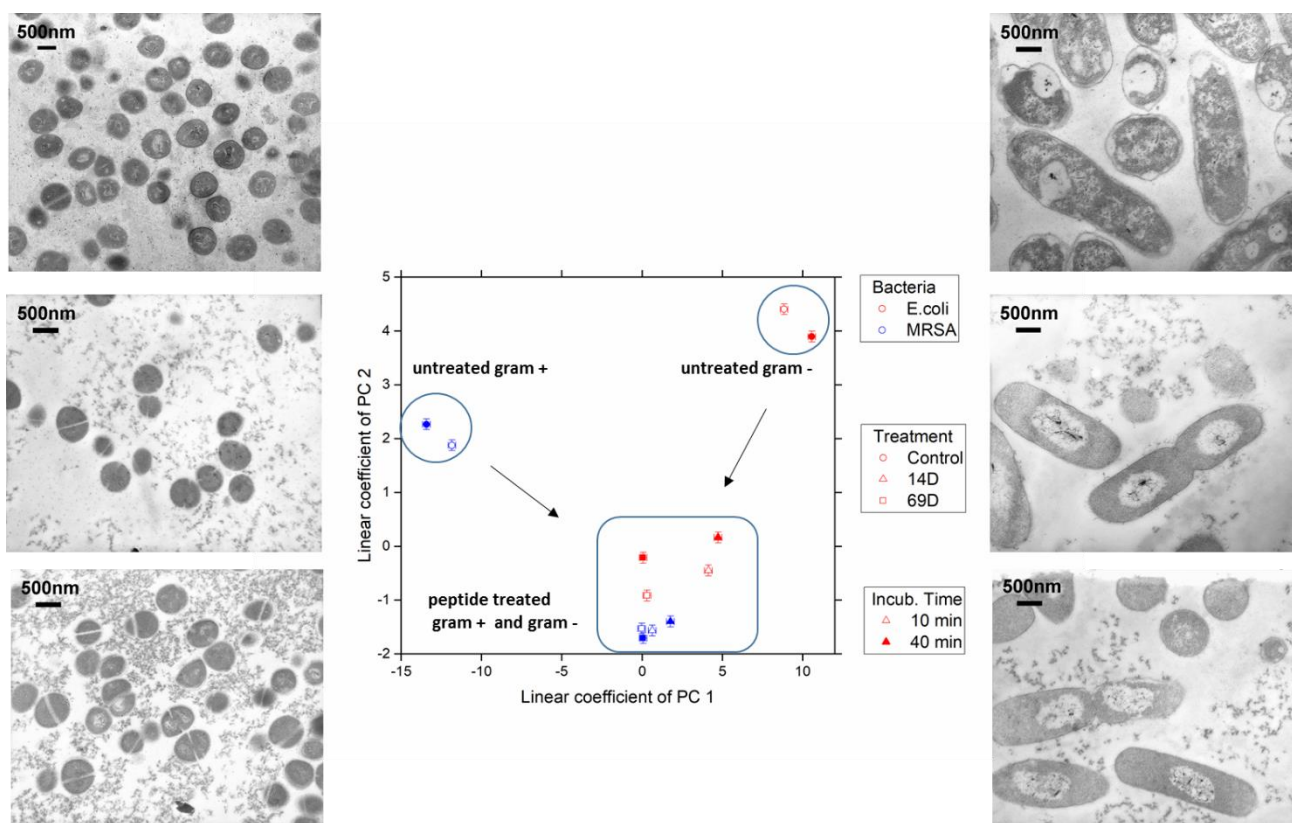 500nm
500nm
500nm
500nm
500nm
500nm
5
4
3
2
1
0
-1
-2
-15
-10
-5
0
5
10
Linear coefficient of PC 2
Linear coefficient of PC 1
untreated gram +
untreated gram -
peptide treated
gram + and gram -
Bacteria
E.coli
MRSA
Treatment
Control
14D
69D
Incub. Time
10 min
40 min